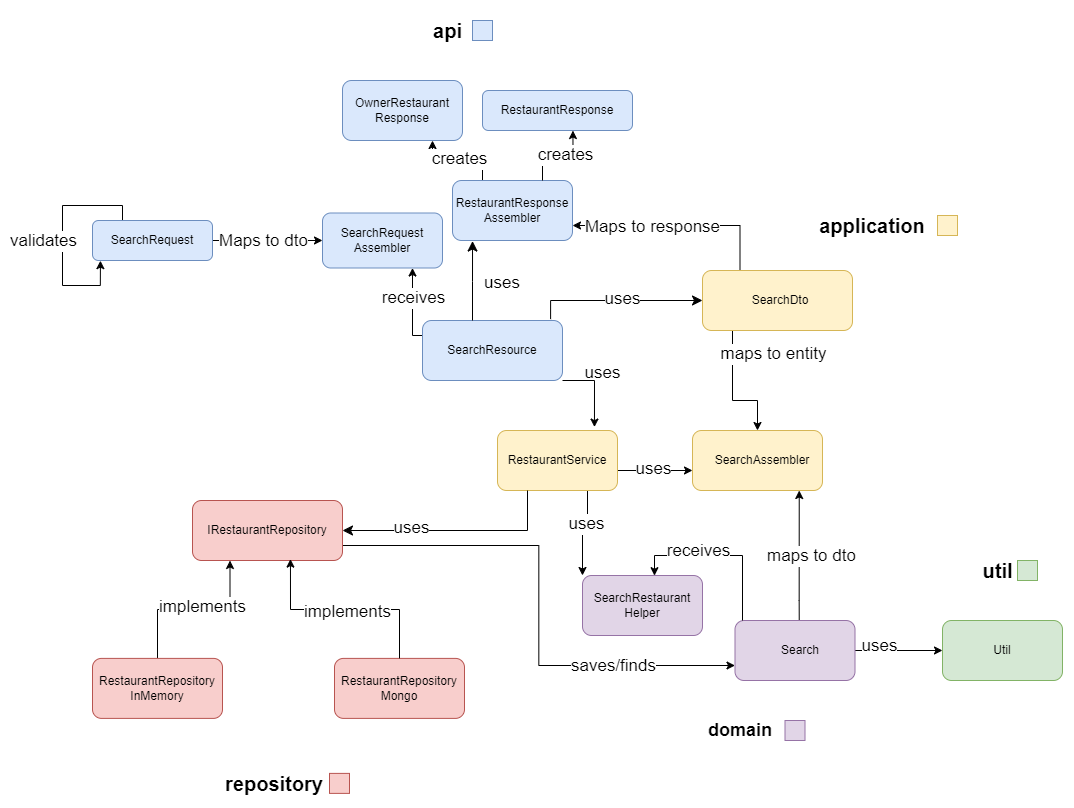 api
OwnerRestaurant
Response
RestaurantResponse
creates
creates
RestaurantResponse
Assembler
validates
SearchRequest
Maps to dto
SearchRequest
Assembler
Maps to response
application
receives
uses
uses
SearchDto
SearchResource
maps to entity
uses
RestaurantService
uses
SearchAssembler
IRestaurantRepository
uses
uses
receives
maps to dto
util
implements
implements
SearchRestaurant
Helper
RestaurantRepository
InMemory
RestaurantRepository
Mongo
saves/finds
Search
uses
Util
domain
repository